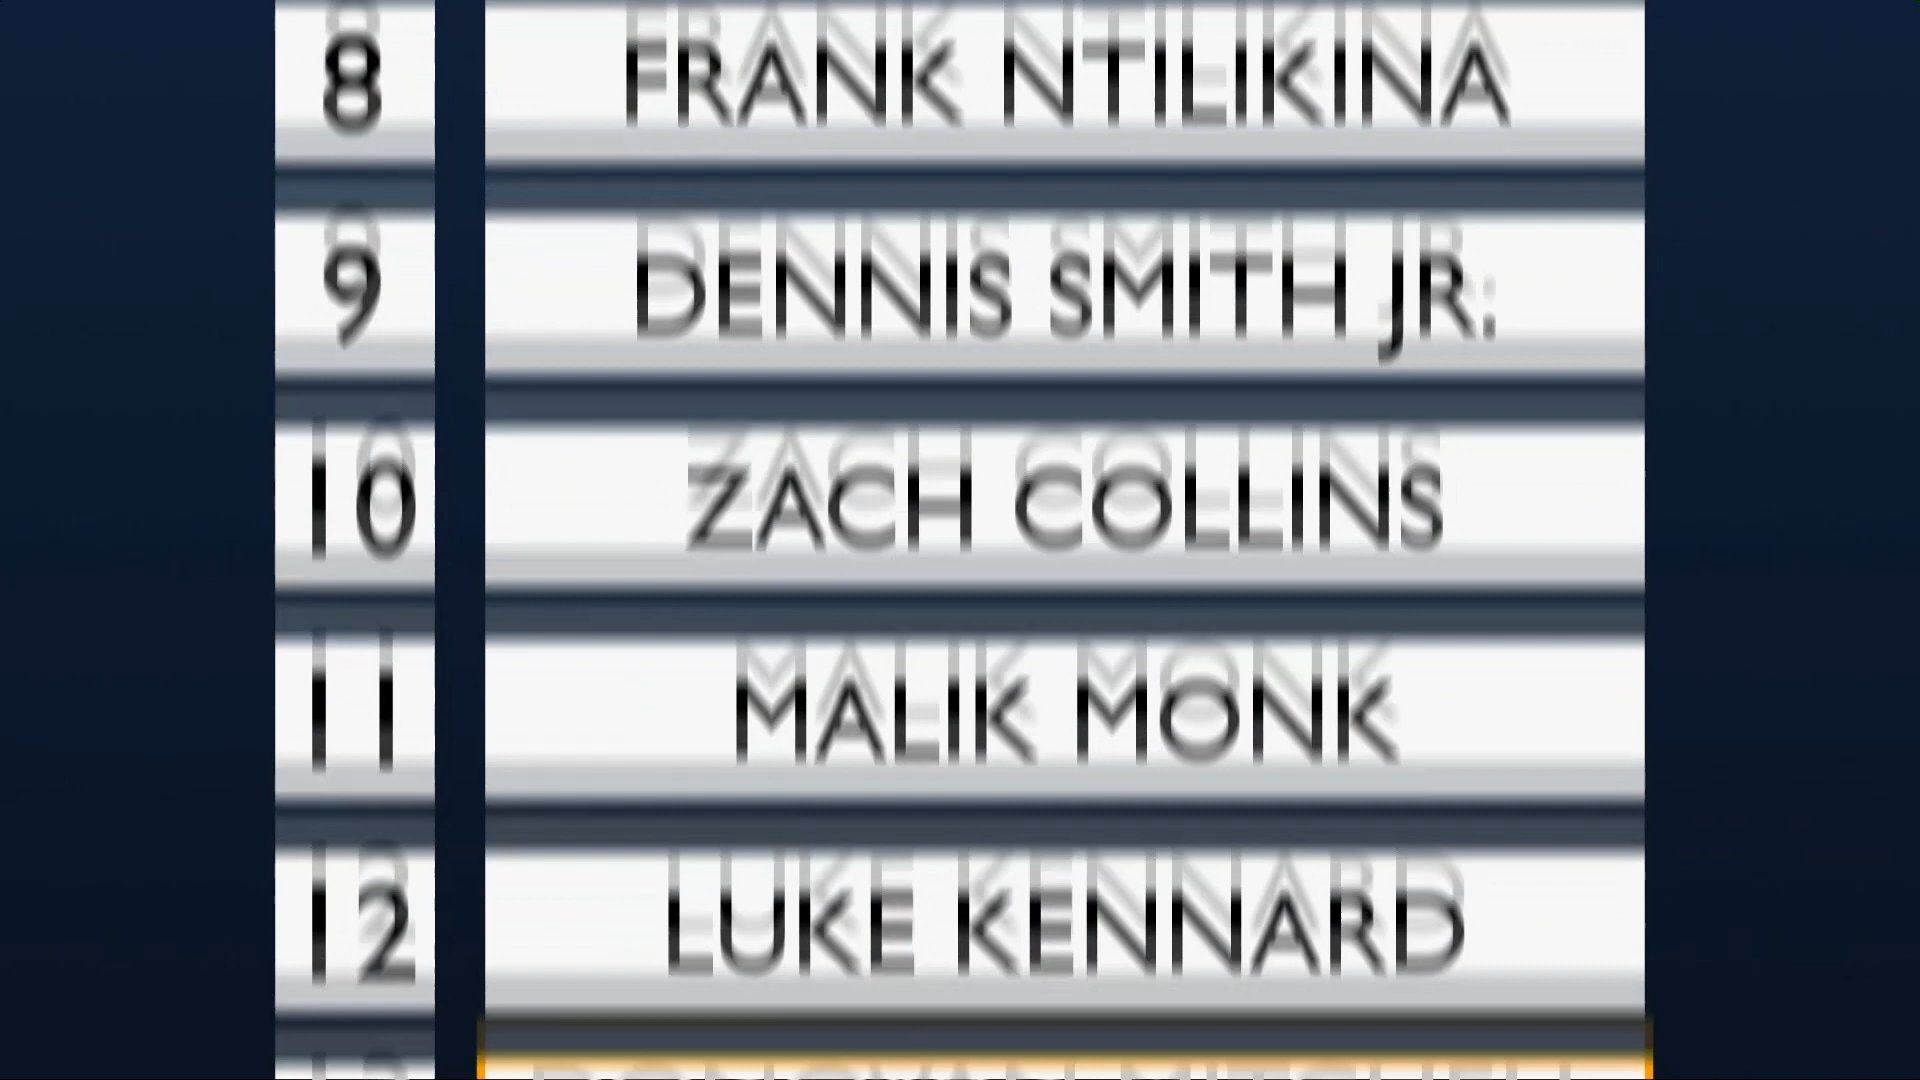 8 FRANK NTILIKINA
9 DENNIS SMITH JR.
10 ZACH COLLINS
11 MALIK MONK
12 LUKE KENNARD